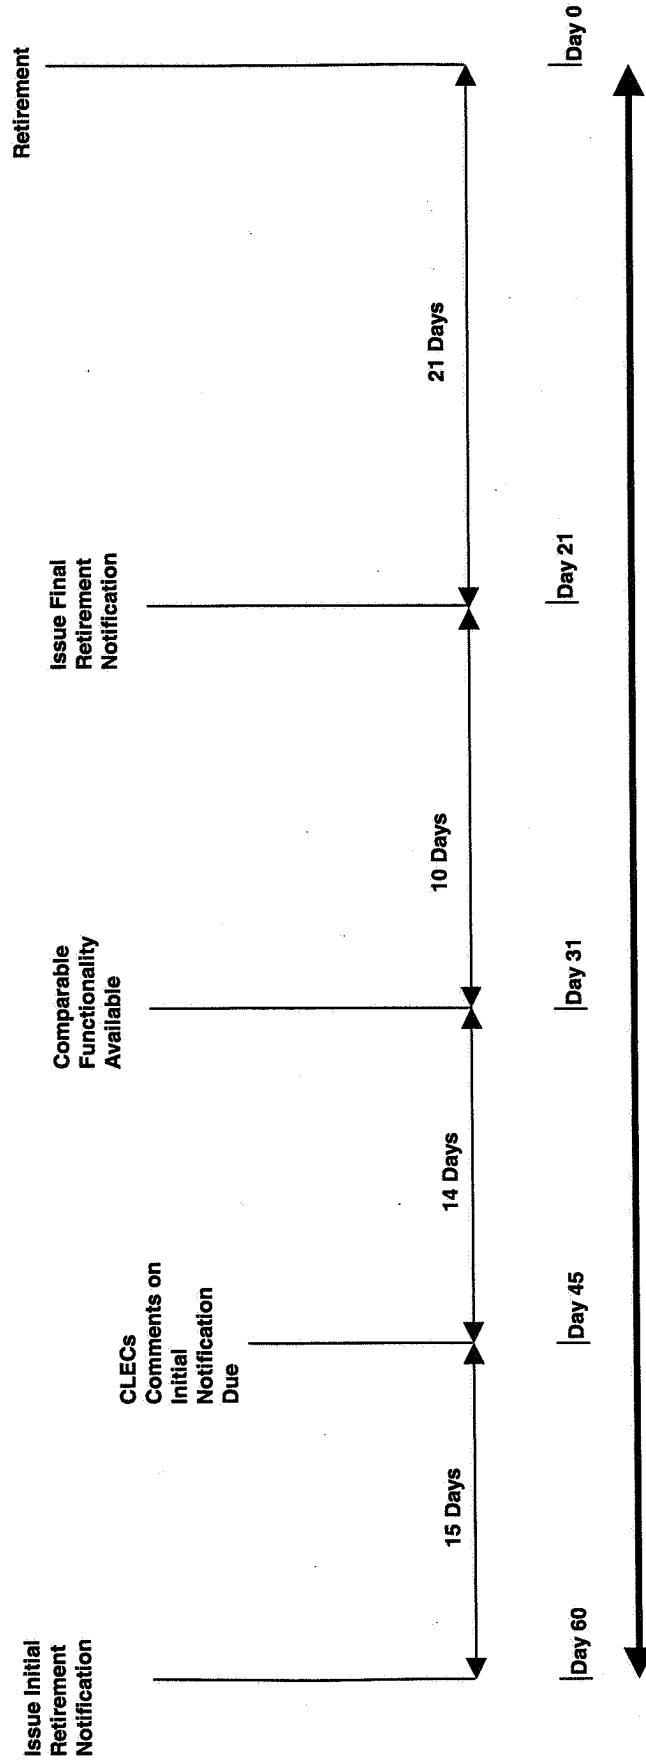 Issue Initial
Retirement
Notification
CLECs
Comments on
Initial
Notification
Due
Comparable
Functionality
Available
Issue Final
Retirement
Notification
Retirement
15 Days
14 Days
10 Days
21 Days
Day 60
Day 45
Day 31
Day 21
Day 0